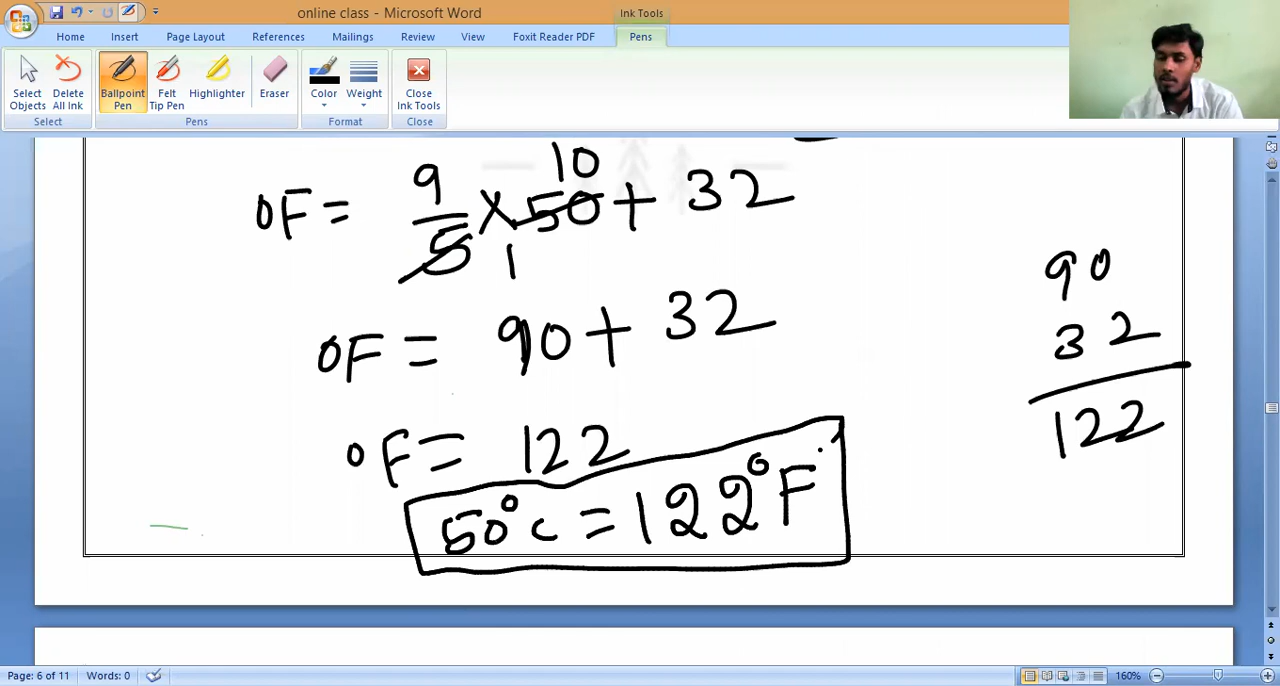 online class - Microsoft Word
Ink Tools
Home Insert Page Layout References Mailings Review View Foxit Reader PDF Pens
Select Objects
Delete All Ink
Ballpoint Pen
Felt Tip Pen
Highlighter
Eraser
Color
Weight
Close Ink Tools
Select Pens Format Close
°F = 9/5 × 50 + 32
10
1
°F = 90 + 32
°F = 122
50°C = 122°F
90
32
122
Page: 6 of 11 Words: 0 160%